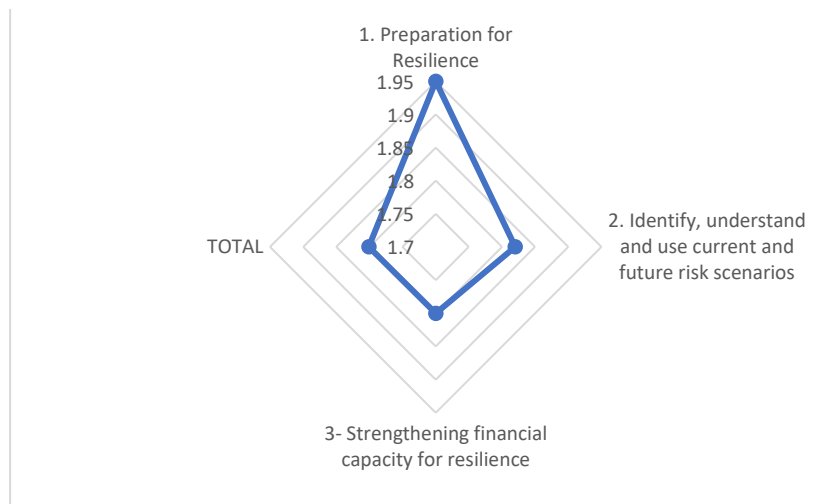 1. Preparation for
Resilience
1.95
1.9
1.85
1.8
1.75
1.7
TOTAL
2. Identify, understand
and use current and
future risk scenarios
3- Strengthening financial
capacity for resilience